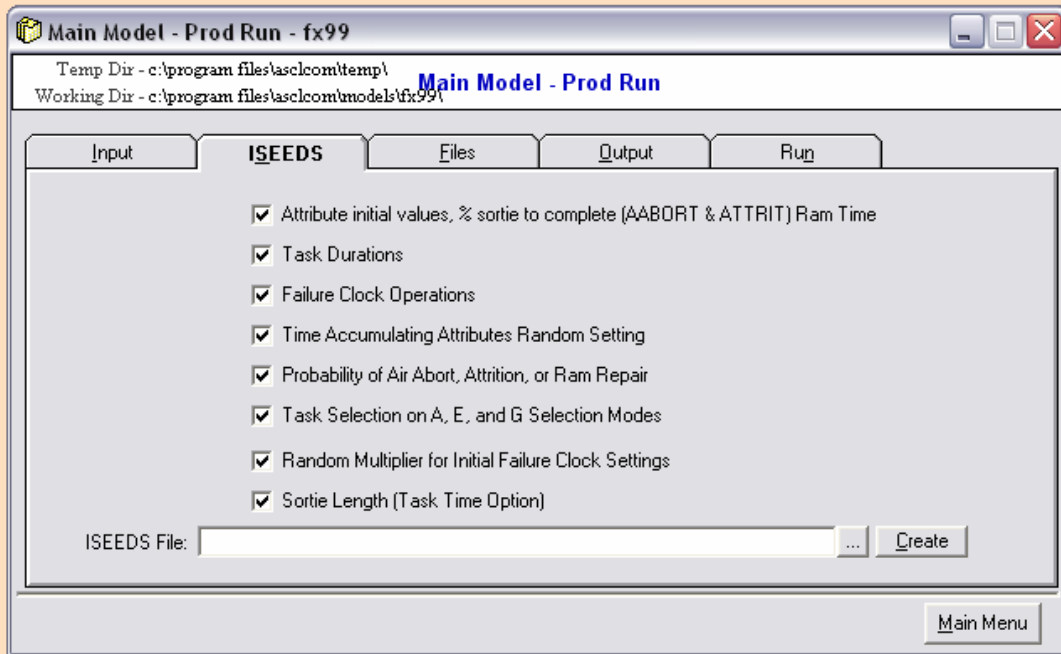 Main Model - Prod Run - fx99
Temp Dir - c:\program files\asclcom\temp\
Working Dir - c:\program files\asclcom\models\fx99\
Main Model - Prod Run
Input ISEEDS Files Output Run
Attribute initial values, % sortie to complete (AABORT & ATTRIT) Ram Time
Task Durations
Failure Clock Operations
Time Accumulating Attributes Random Setting
Probability of Air Abort, Attrition, or Ram Repair
Task Selection on A, E, and G Selection Modes
Random Multiplier for Initial Failure Clock Settings
Sortie Length (Task Time Option)
ISEEDS File: ... Create
Main Menu